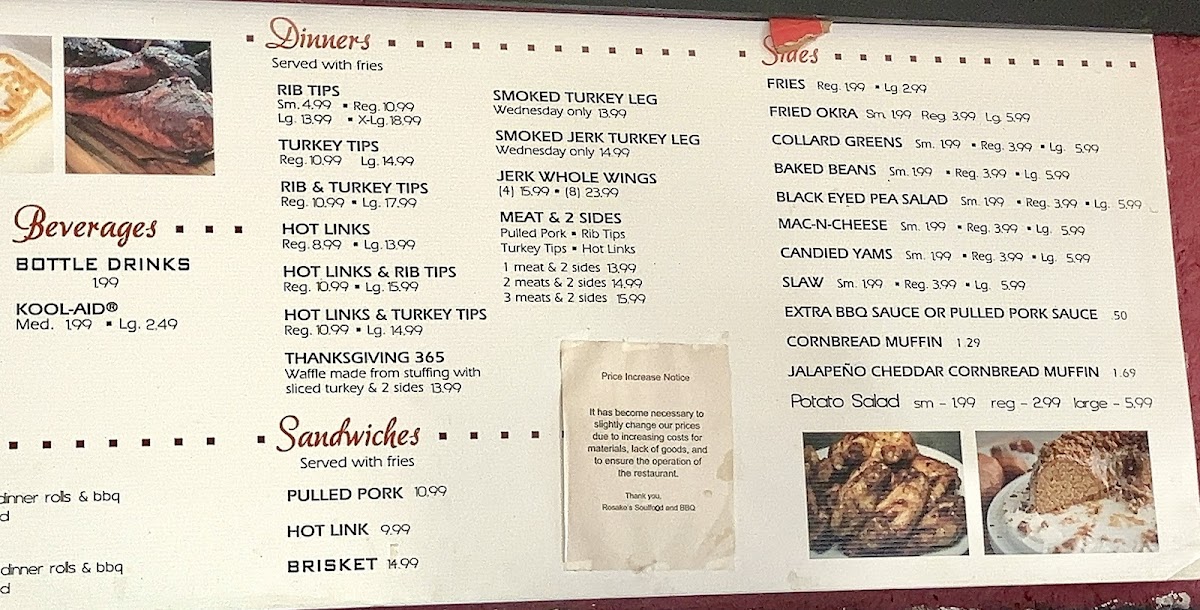 Beverages
BOTTLE DRINKS
1.99
KOOL-AID®
Med. 1.99 ▪ Lg. 2.49
dinner rolls & bbq
d
dinner rolls & bbq
d
Dinners
Served with fries
RIB TIPS
Sm. 4.99 ▪ Reg. 10.99
Lg. 13.99 ▪ X-Lg. 18.99
TURKEY TIPS
Reg. 10.99 Lg. 14.99
RIB & TURKEY TIPS
Reg. 10.99 ▪ Lg. 17.99
HOT LINKS
Reg. 8.99 ▪ Lg. 13.99
HOT LINKS & RIB TIPS
Reg. 10.99 ▪ Lg. 15.99
HOT LINKS & TURKEY TIPS
Reg. 10.99 ▪ Lg. 14.99
THANKSGIVING 365
Waffle made from stuffing with
sliced turkey & 2 sides 13.99
SMOKED TURKEY LEG
Wednesday only 13.99
SMOKED JERK TURKEY LEG
Wednesday only 14.99
JERK WHOLE WINGS
(4) 15.99 ▪ (8) 23.99
MEAT & 2 SIDES
Pulled Pork ▪ Rib Tips
Turkey Tips ▪ Hot Links
1 meat & 2 sides 13.99
2 meats & 2 sides 14.99
3 meats & 2 sides 15.99
Sandwiches
Served with fries
PULLED PORK 10.99
HOT LINK 9.99
BRISKET 14.99
Price Increase Notice
It has become necessary to
slightly change our prices
due to increasing costs for
materials, lack of goods, and
to ensure the operation of
the restaurant.
Thank you,
Rosako's Soulfood and BBQ
Sides
FRIES Reg. 1.99 ▪ Lg 2.99
FRIED OKRA Sm. 1.99 Reg. 3.99 Lg. 5.99
COLLARD GREENS Sm. 1.99 ▪ Reg. 3.99 ▪ Lg. 5.99
BAKED BEANS Sm. 1.99 ▪ Reg. 3.99 ▪ Lg. 5.99
BLACK EYED PEA SALAD Sm. 1.99 ▪ Reg. 3.99 ▪ Lg. 5.99
MAC-N-CHEESE Sm. 1.99 ▪ Reg. 3.99 ▪ Lg. 5.99
CANDIED YAMS Sm. 1.99 ▪ Reg. 3.99 ▪ Lg. 5.99
SLAW Sm. 1.99 ▪ Reg. 3.99 ▪ Lg. 5.99
EXTRA BBQ SAUCE OR PULLED PORK SAUCE .50
CORNBREAD MUFFIN 1.29
JALAPEÑO CHEDDAR CORNBREAD MUFFIN 1.69
Potato Salad sm - 1.99 reg - 2.99 large - 5.99